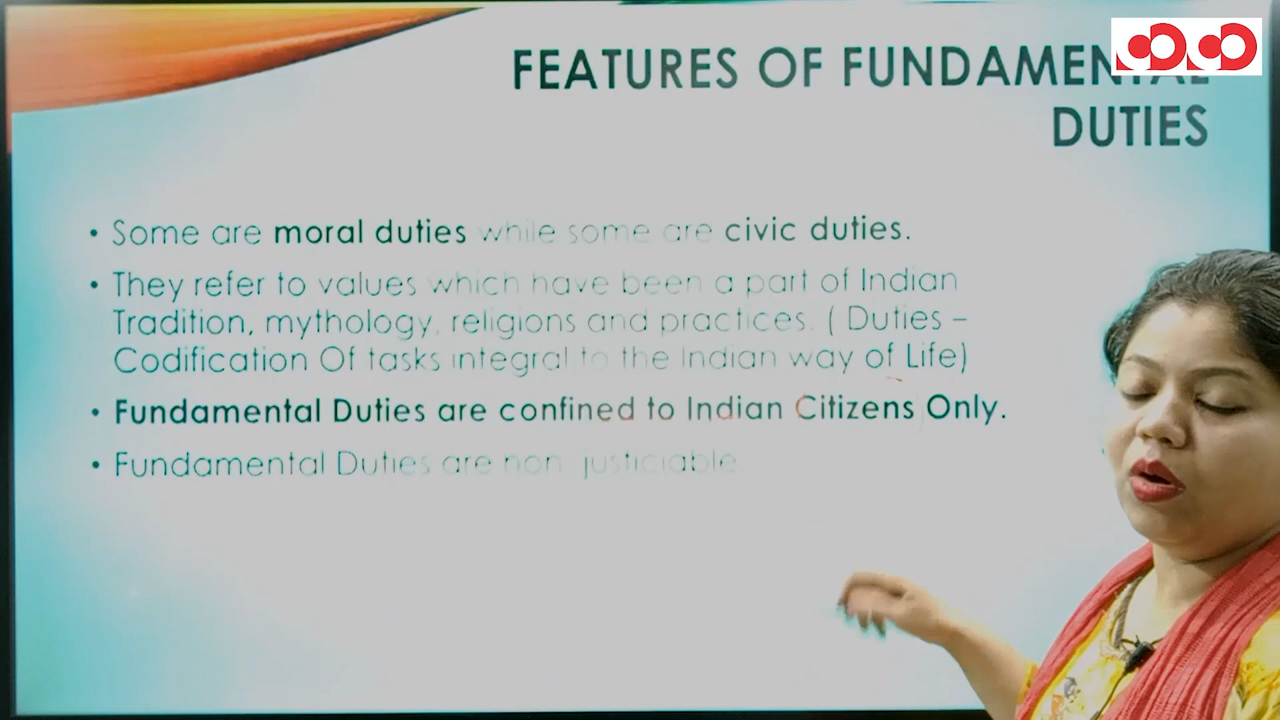 FEATURES OF FUNDAMENTAL
DUTIES
• Some are moral duties while some are civic duties.
• They refer to values which have been a part of Indian
Tradition, mythology, religions and practices. ( Duties –
Codification Of tasks integral to the Indian way of Life)
• Fundamental Duties are confined to Indian Citizens Only.
• Fundamental Duties are non justiciable